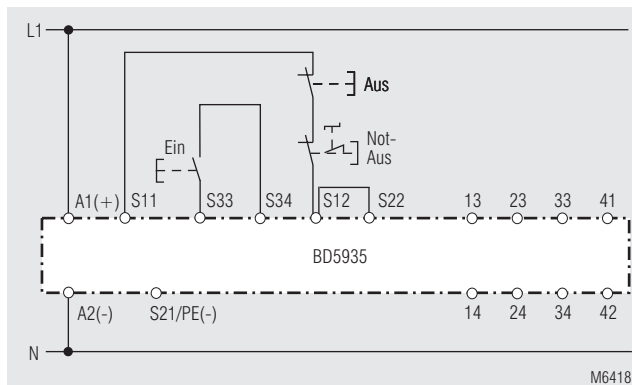 L1
Aus
Not-
Aus
Ein
A1(+) S11 S33 S34 S12 S22 13 23 33 41
BD5935
A2(-) S21/PE(-) 14 24 34 42
N
M6418